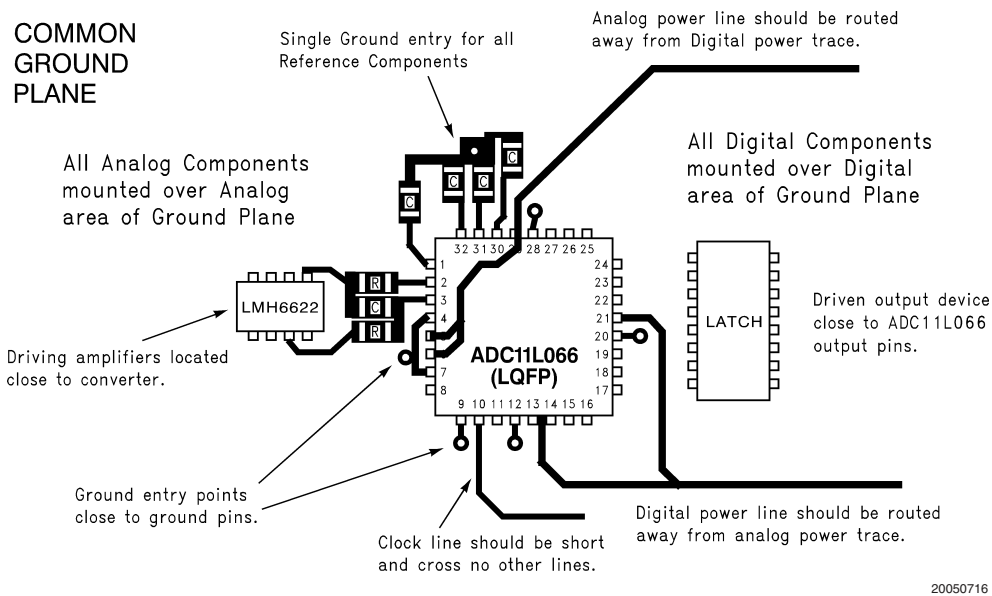 COMMON
GROUND
PLANE
Single Ground entry for all
Reference Components
Analog power line should be routed
away from Digital power trace.
All Analog Components
mounted over Analog
area of Ground Plane
All Digital Components
mounted over Digital
area of Ground Plane
C
C
C
C
32 31 30 28 27 26 25
1
2
3
4
7
8
24
23
22
21
20
19
18
17
R
C
R
LMH6622
ADC11L066
(LQFP)
LATCH
Driven output device
close to ADC11L066
output pins.
Driving amplifiers located
close to converter.
9 10 11 12 13 14 15 16
Ground entry points
close to ground pins.
Clock line should be short
and cross no other lines.
Digital power line should be routed
away from analog power trace.
20050716